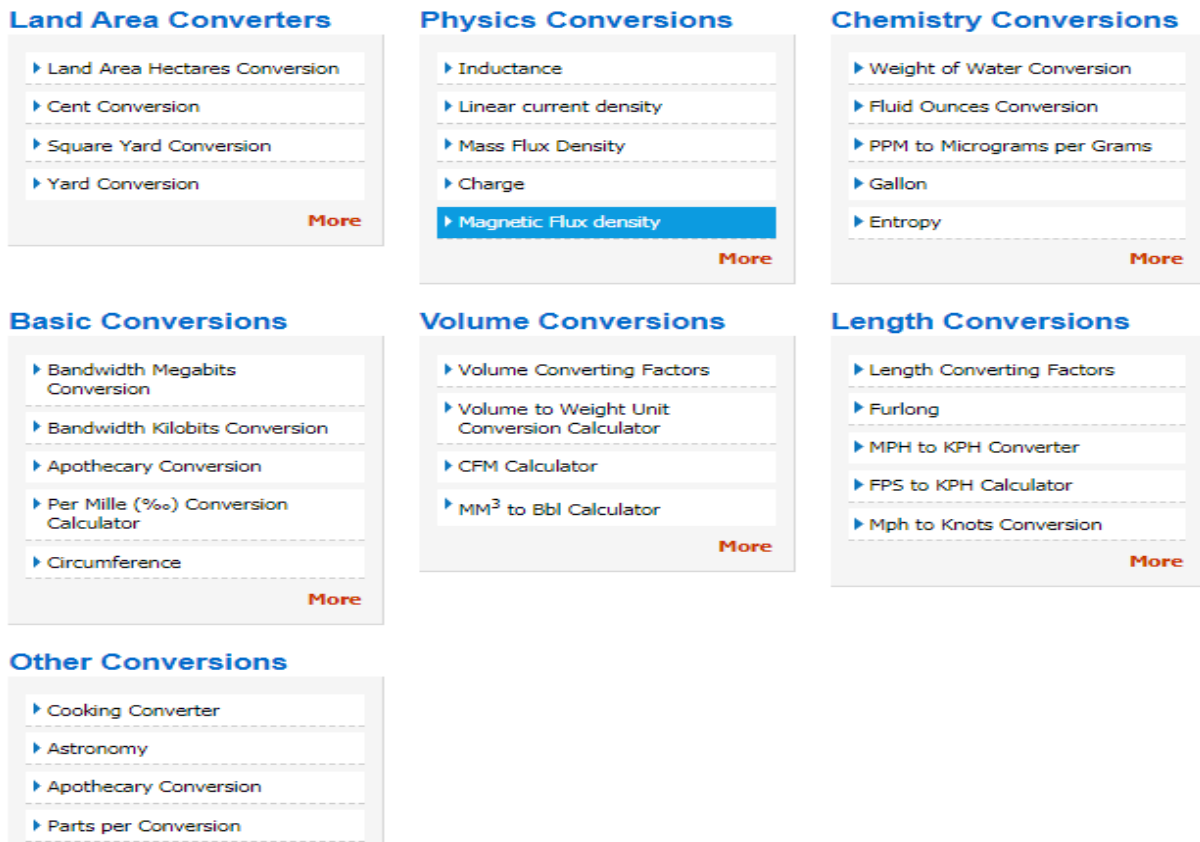 Land Area Converters
Land Area Hectares Conversion
Cent Conversion
Square Yard Conversion
Yard Conversion
More
Physics Conversions
Inductance
Linear current density
Mass Flux Density
Charge
Magnetic Flux density
More
Chemistry Conversions
Weight of Water Conversion
Fluid Ounces Conversion
PPM to Micrograms per Grams
Gallon
Entropy
More
Basic Conversions
Bandwidth Megabits
Conversion
Bandwidth Kilobits Conversion
Apothecary Conversion
Per Mille (‰) Conversion
Calculator
Circumference
More
Volume Conversions
Volume Converting Factors
Volume to Weight Unit
Conversion Calculator
CFM Calculator
MM³ to Bbl Calculator
More
Length Conversions
Length Converting Factors
Furlong
MPH to KPH Converter
FPS to KPH Calculator
Mph to Knots Conversion
More
Other Conversions
Cooking Converter
Astronomy
Apothecary Conversion
Parts per Conversion